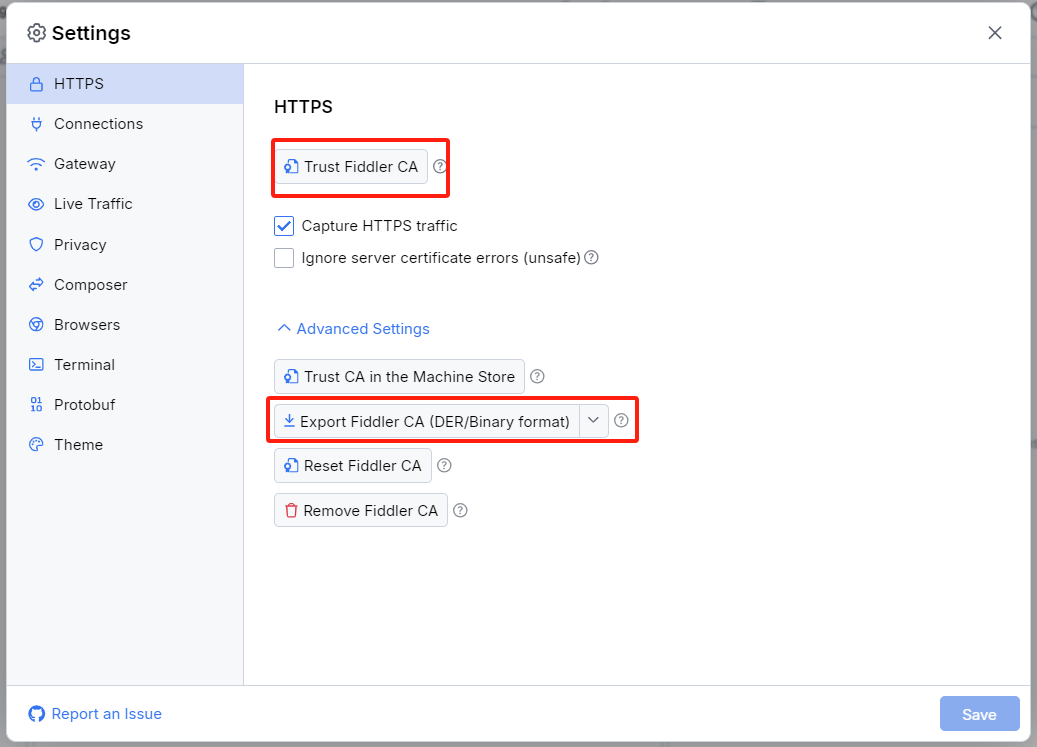 Settings
HTTPS
Connections
Gateway
Live Traffic
Privacy
Composer
Browsers
Terminal
Protobuf
Theme
HTTPS
Trust Fiddler CA
Capture HTTPS traffic
Ignore server certificate errors (unsafe)
Advanced Settings
Trust CA in the Machine Store
Export Fiddler CA (DER/Binary format)
Reset Fiddler CA
Remove Fiddler CA
Report an Issue
Save